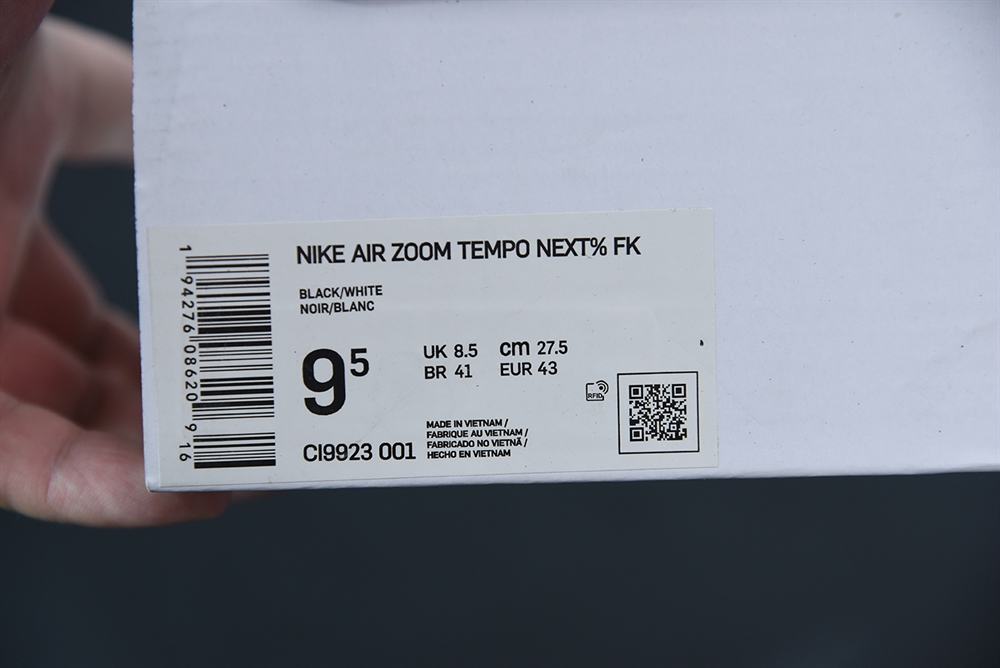 NIKE AIR ZOOM TEMPO NEXT% FK
BLACK/WHITE
NOIR/BLANC
9 5
UK 8.5 cm 27.5
BR 41 EUR 43
RFID
CI9923 001
MADE IN VIETNAM /
FABRIQUE AU VIETNAM /
FABRICADO NO VIETNÃ /
HECHO EN VIETNAM
1 94276 08620 9 16